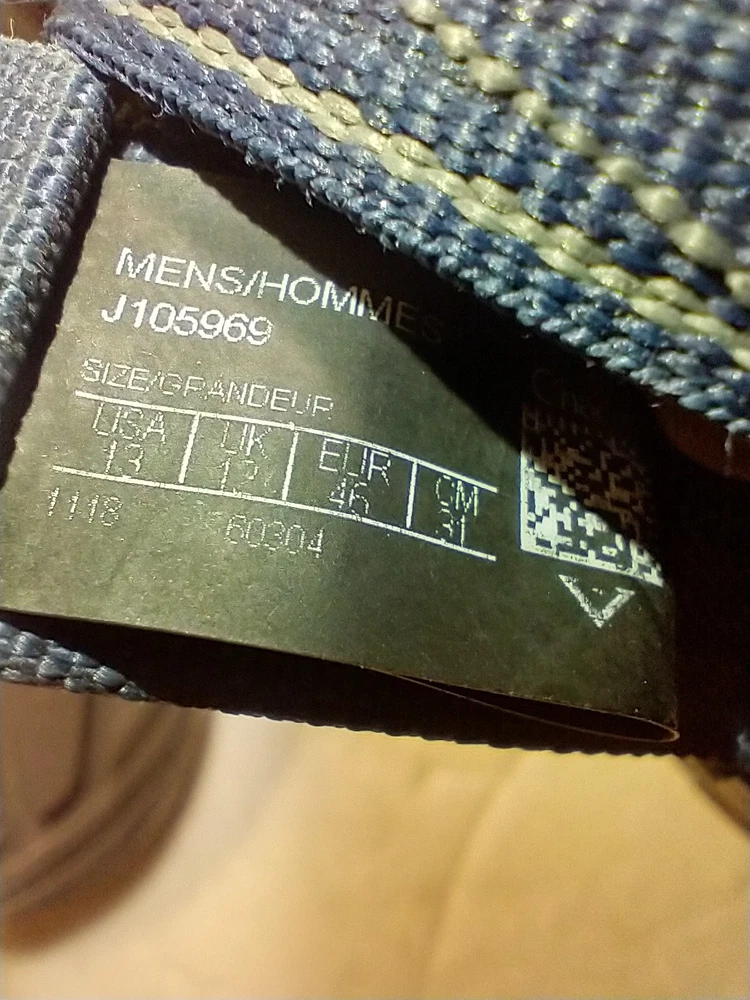 MENS/HOMMES
J105969
SIZE/GRANDEUR
USA UK EUR CM
13 12 46 31
1118 60304